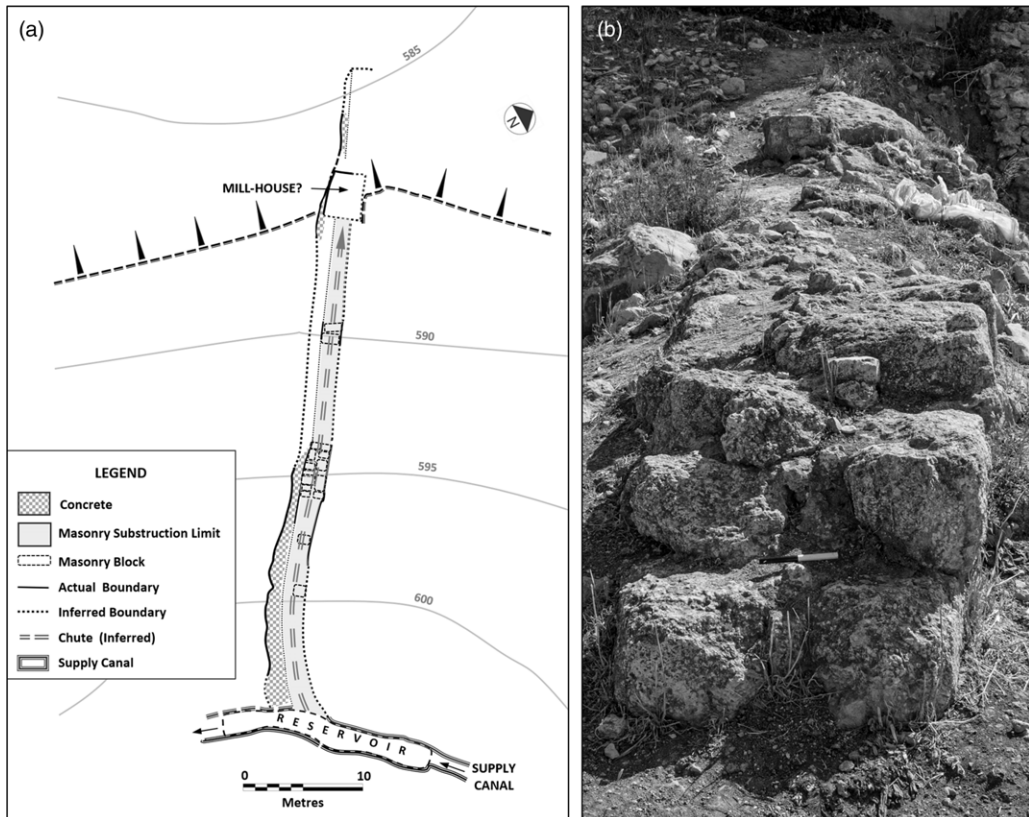 (a)
585
N
MILL-HOUSE?
590
595
600
LEGEND
Concrete
Masonry Substruction Limit
Masonry Block
Actual Boundary
Inferred Boundary
Chute (Inferred)
Supply Canal
RESERVOIR
SUPPLY
CANAL
0 10
Metres
(b)